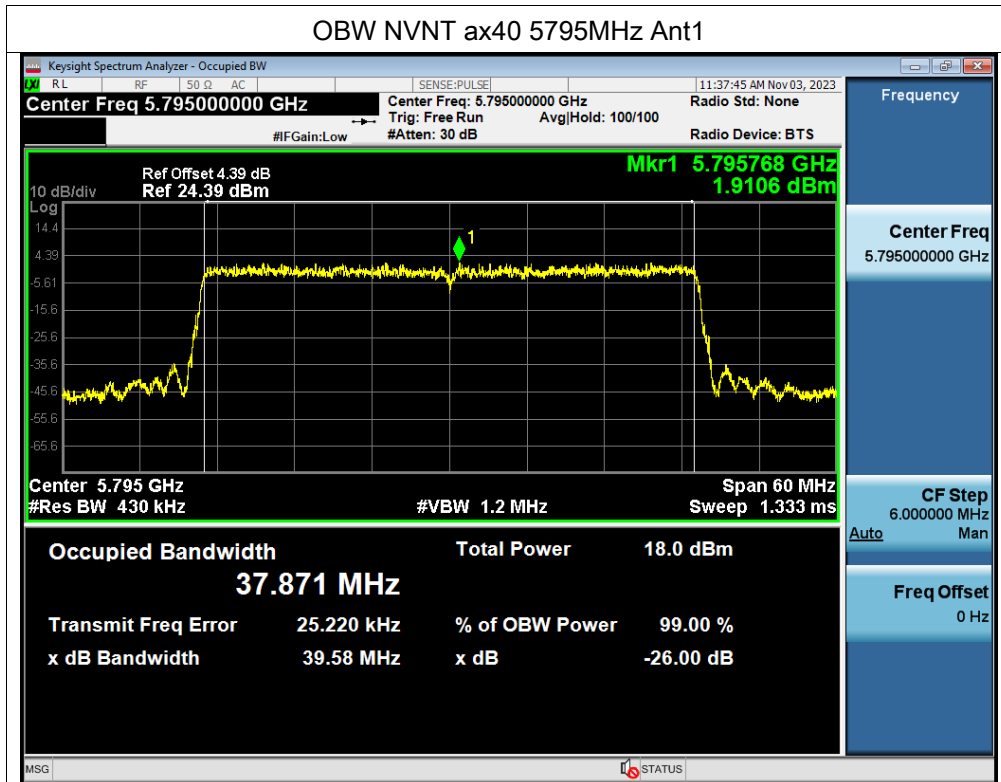 OBW NVNT ax40 5795MHz Ant1
Keysight Spectrum Analyzer - Occupied BW
LXI RL RF 50 Ω AC SENSE:PULSE 11:37:45 AM Nov 03, 2023
Center Freq 5.795000000 GHz Center Freq: 5.795000000 GHz Radio Std: None
Trig: Free Run Avg|Hold: 100/100
#IFGain:Low #Atten: 30 dB Radio Device: BTS
Mkr1 5.795768 GHz
1.9106 dBm
Ref Offset 4.39 dB
10 dB/div Ref 24.39 dBm
Log
14.4
1
4.39
-5.61
-15.6
-25.6
-35.6
-45.6
-55.6
-65.6
Center 5.795 GHz Span 60 MHz
#Res BW 430 kHz #VBW 1.2 MHz Sweep 1.333 ms
Occupied Bandwidth Total Power 18.0 dBm
37.871 MHz
Transmit Freq Error 25.220 kHz % of OBW Power 99.00 %
x dB Bandwidth 39.58 MHz x dB -26.00 dB
Frequency
Center Freq
5.795000000 GHz
CF Step
6.000000 MHz
Auto Man
Freq Offset
0 Hz
MSG STATUS